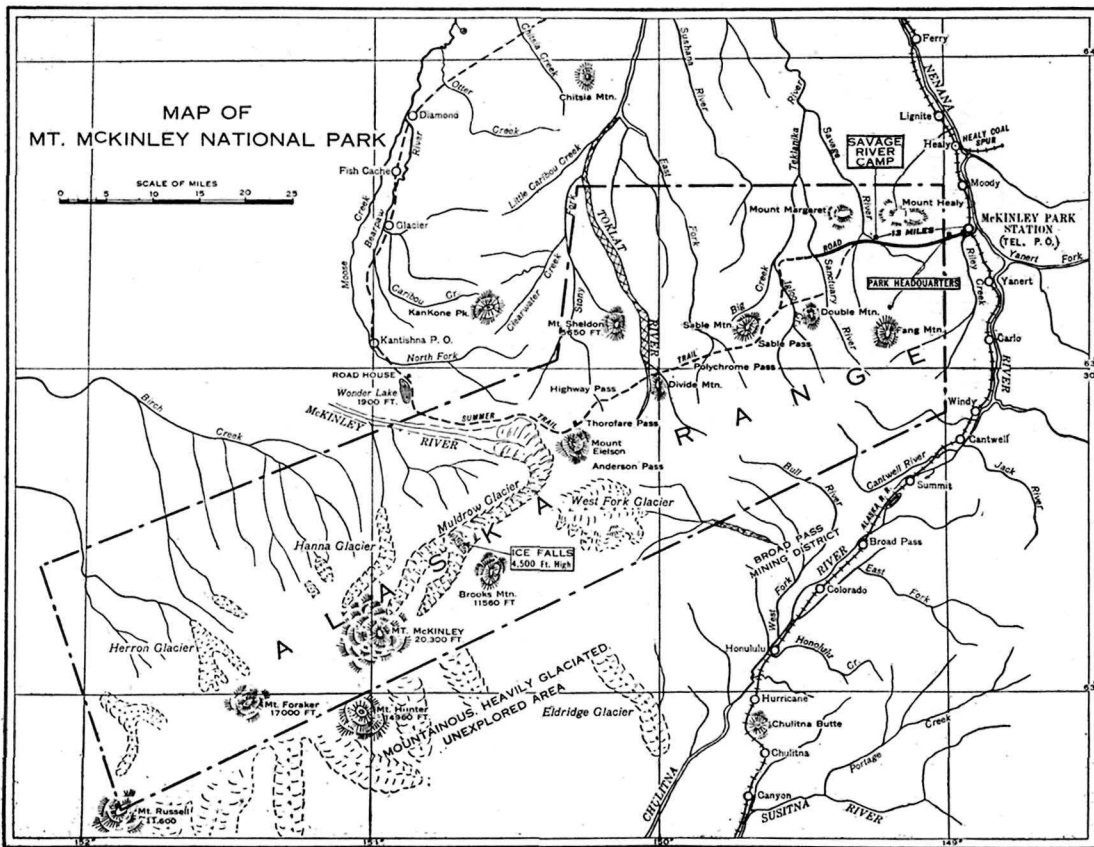 MAP OF
MT. MCKINLEY NATIONAL PARK
SCALE OF MILES
0 5 10 15 20 25
Ferry
64
NENANA
Chitsia Creek
Chitsia Mtn.
Otter
Creek
Sushana
River
Diamond
River
Lignite
HEALY COAL
SPUR
Healy
Teklanika
River
Savage
River
SAVAGE
RIVER
CAMP
Moody
Fish Cache
Little Caribou Creek
East
Fork
Mount Margaret
Mount Healy
13 MILES
MCKINLEY PARK
STATION
(TEL. P.O.)
Glacier
Bearpaw
Creek
Moose
TOKLAT
RIVER
Fork
ROAD
Yanert
Fork
Yanert
Riley
Creek
PARK HEADQUARTERS
Caribou Cr.
KanKone Pk.
Clearwater
Creek
Stony
Mt. Sheldon
5650 FT.
Big
Creek
Igloo
Cr.
Sanctuary
River
Sable Mtn.
Double Mtn.
Fang Mtn.
Sable Pass
Carlo
Kantishna P. O.
North Fork
TRAIL
Polychrome Pass
30
RIVER
ROAD HOUSE
Wonder Lake
1900 FT.
Highway Pass
Divide Mtn.
Windy
Birch
Creek
McKINLEY
RIVER
SUMMER
TRAIL
Thorofare Pass
Mount
Eielson
Anderson Pass
Cantwell
Cantwell River
Jack
River
Summit
Bull
River
ALASKA R. R.
Muldrow Glacier
West Fork Glacier
Hanna Glacier
ICE FALLS
4,500 Ft. High
Brooks Mtn.
11560 FT
BROAD PASS
MINING DISTRICT
RIVER
Broad Pass
East
Fork
Colorado
West
Fork
ALASKA RANGE
MT. MCKINLEY
20,300 FT.
Herron Glacier
Honolulu
Honolulu
Cr.
Mt. Foraker
17000 FT.
Mt. Hunter
14960 FT.
MOUNTAINOUS, HEAVILY GLACIATED,
UNEXPLORED AREA
Eldridge Glacier
63
Hurricane
Chulitna Butte
Chulitna
Portage
Creek
CHULITNA
Canyon
SUSITNA
RIVER
Mt. Russell
11,600
152°
151°
150°
149°